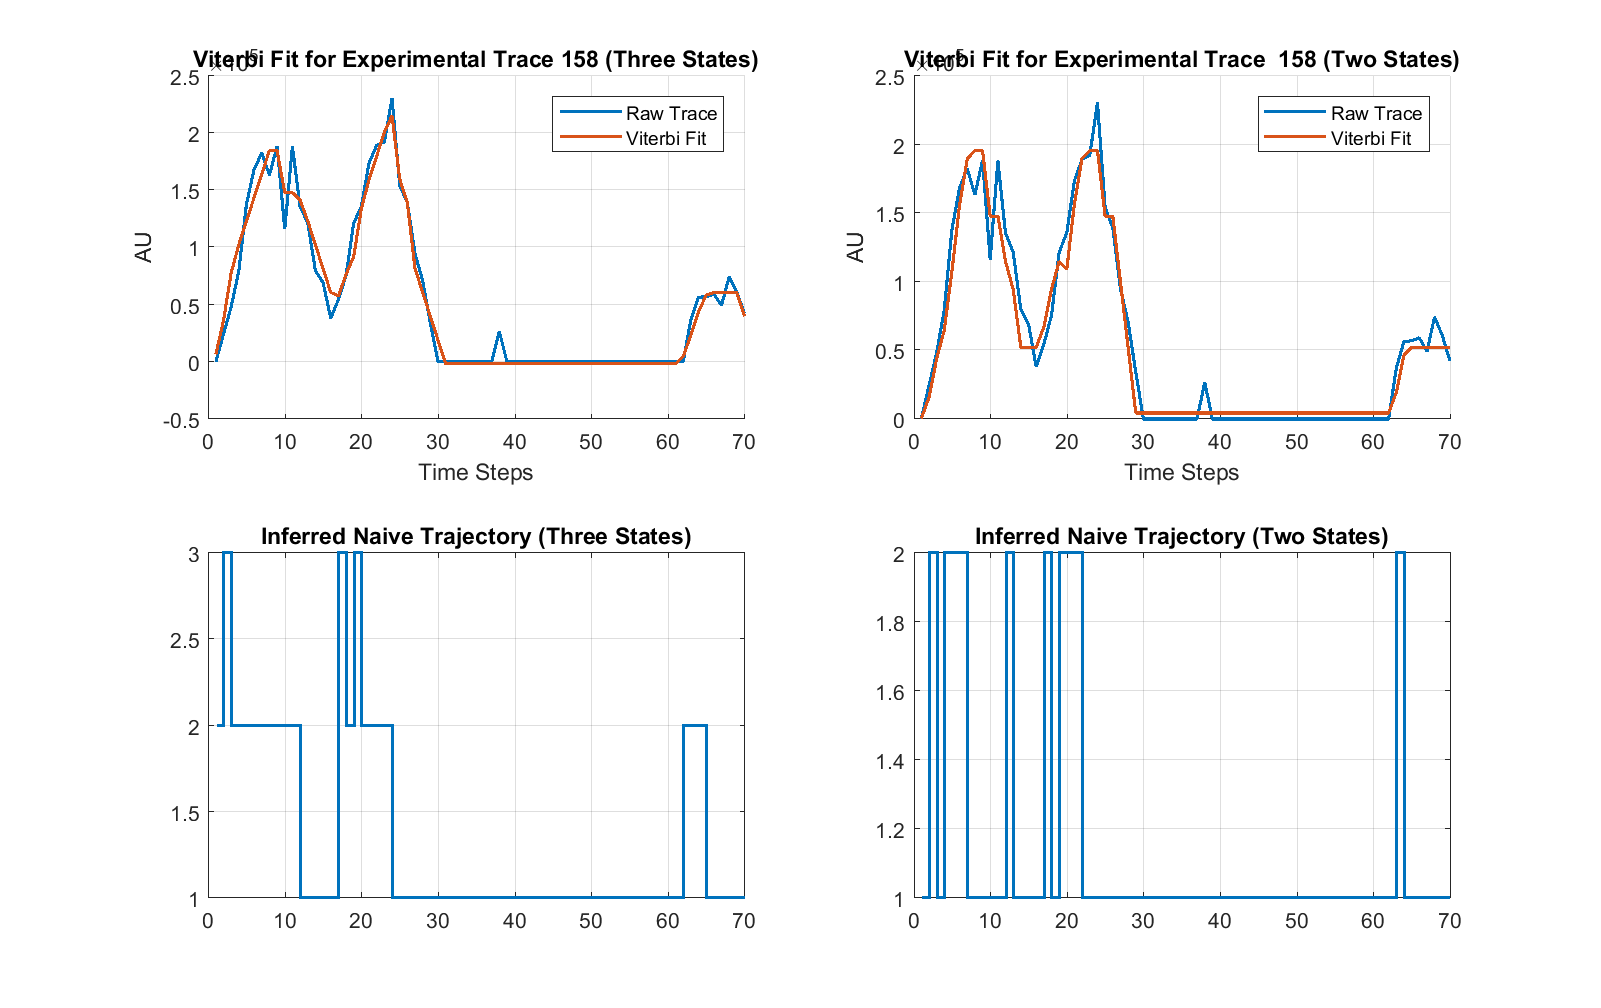 Viterbi Fit for Experimental Trace 158 (Three States)
×10^5
2.5
2
1.5
1
0.5
0
-0.5
AU
Raw Trace
Viterbi Fit
0 10 20 30 40 50 60 70
Time Steps
Viterbi Fit for Experimental Trace  158 (Two States)
×10^5
2.5
2
1.5
1
0.5
0
AU
Raw Trace
Viterbi Fit
0 10 20 30 40 50 60 70
Time Steps
Inferred Naive Trajectory (Three States)
3
2.5
2
1.5
1
0 10 20 30 40 50 60 70
Inferred Naive Trajectory (Two States)
2
1.8
1.6
1.4
1.2
1
0 10 20 30 40 50 60 70